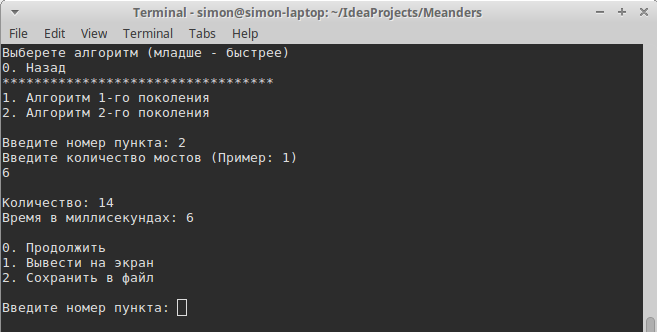 Terminal - simon@simon-laptop: ~/IdeaProjects/Meanders
File Edit View Terminal Tabs Help
Выберете алгоритм (младше - быстрее)
0. Назад
**********************************
1. Алгоритм 1-го поколения
2. Алгоритм 2-го поколения
Введите номер пункта: 2
Введите количество мостов (Пример: 1)
6
Количество: 14
Время в миллисекундах: 6
0. Продолжить
1. Вывести на экран
2. Сохранить в файл
Введите номер пункта: